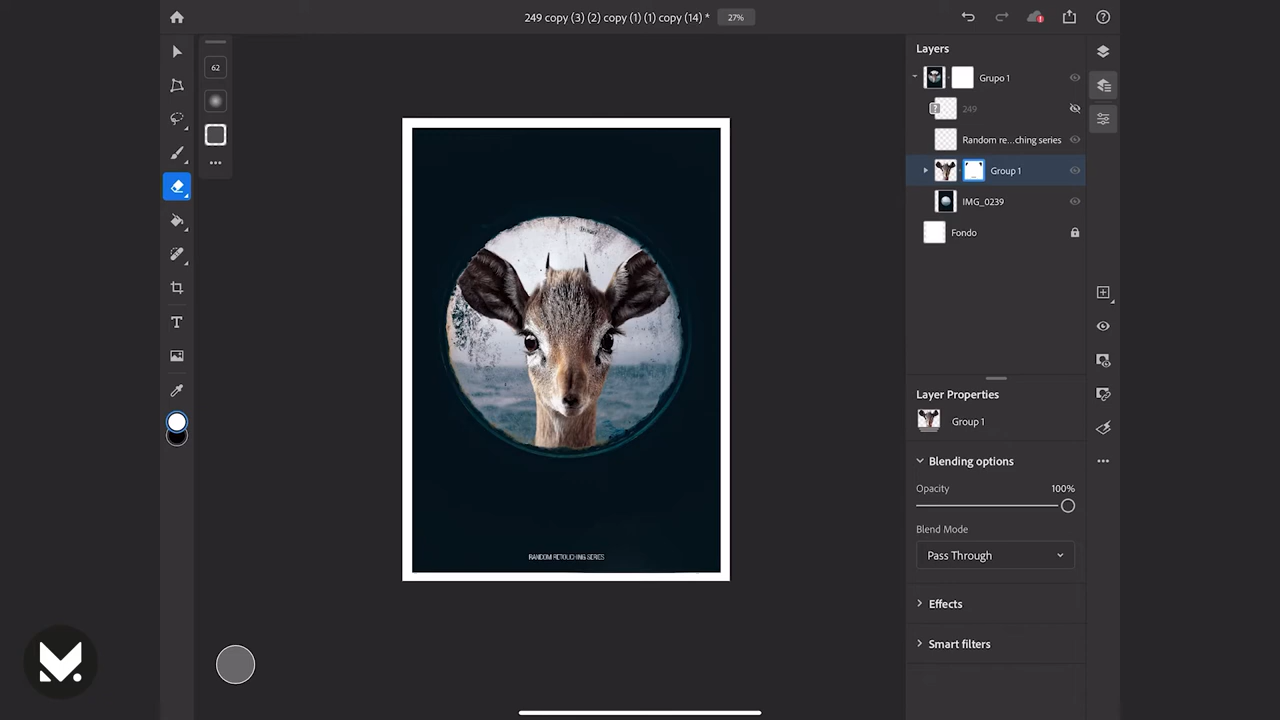 249 copy (3) (2) copy (1) (1) copy (14) *
27%
62
Layers
Grupo 1
249
Random re...ching series
Group 1
IMG_0239
Fondo
RANDOM RETOUCHING SERIES
Layer Properties
Group 1
Blending options
Opacity
100%
Blend Mode
Pass Through
Effects
Smart filters